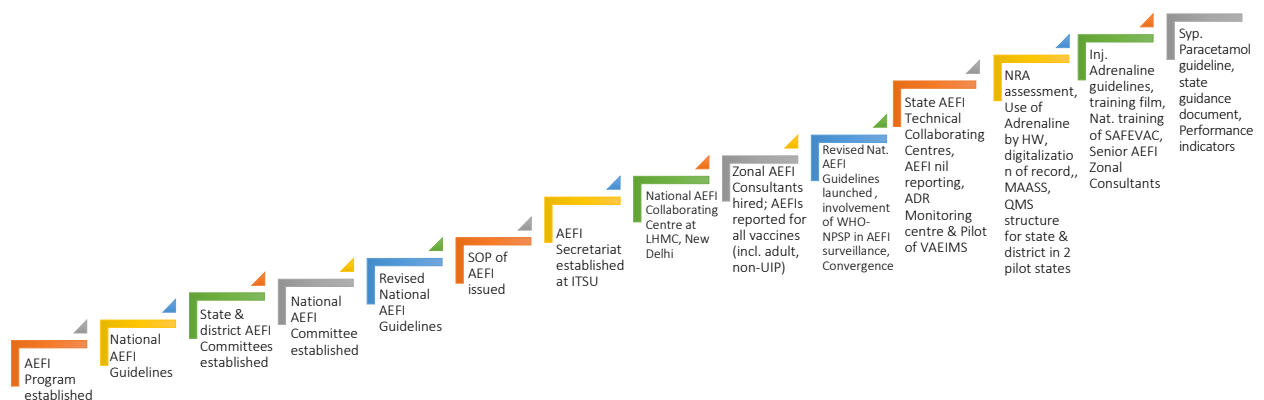 AEFI
Program
established
National
AEFI
Guidelines
State &
district AEFI
Committees
established
National
AEFI
Committee
established
Revised
National
AEFI
Guidelines
SOP of
AEFI
issued
AEFI
Secretariat
established
at ITSU
National AEFI
Collaborating
Centre at
LHMC, New
Delhi
Zonal AEFI
Consultants
hired; AEFIs
reported for
all vaccines
(incl. adult,
non-UIP)
Revised Nat.
AEFI
Guidelines
launched ,
involvement
of WHO-
NPSP in AEFI
surveillance,
Convergence
State AEFI
Technical
Collaborating
Centres,
AEFI nil
reporting,
ADR
Monitoring
centre & Pilot
of VAEIMS
NRA
assessment,
Use of
Adrenaline
by HW,
digitalizatio
n of record,,
MAASS,
QMS
structure
for state &
district in 2
pilot states
Inj.
Adrenaline
guidelines,
training film,
Nat. training
of SAFEVAC,
Senior AEFI
Zonal
Consultants
Syp.
Paracetamol
guideline,
state
guidance
document,
Performance
indicators